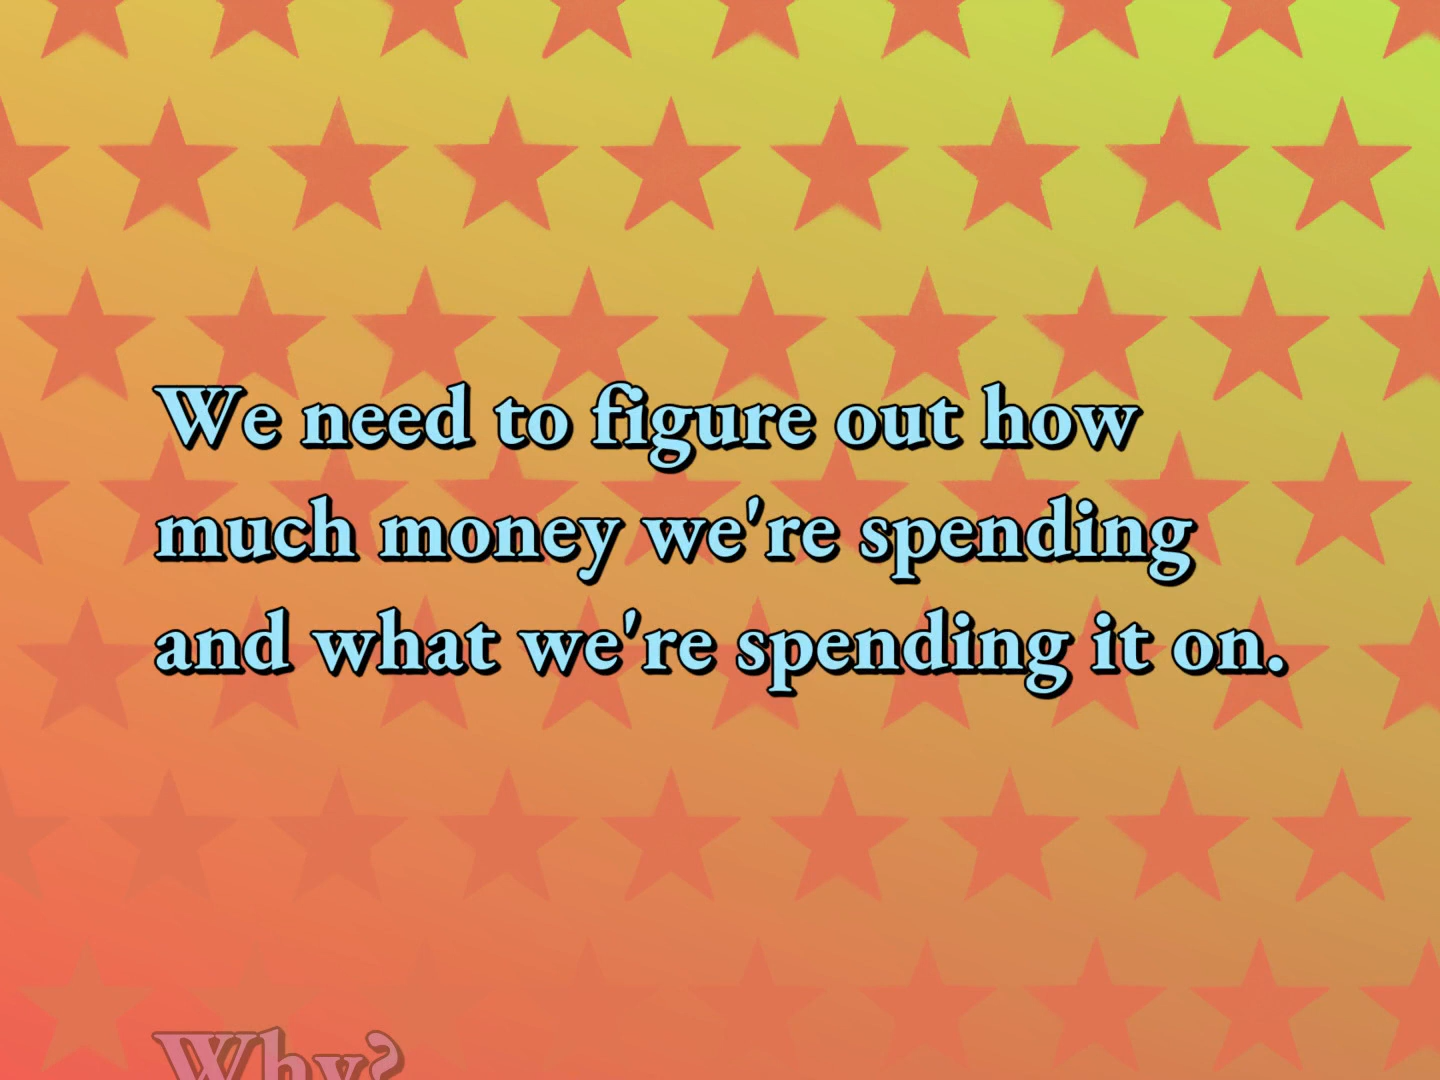 We need to figure out how
much money we're spending
and what we're spending it on.
Why?